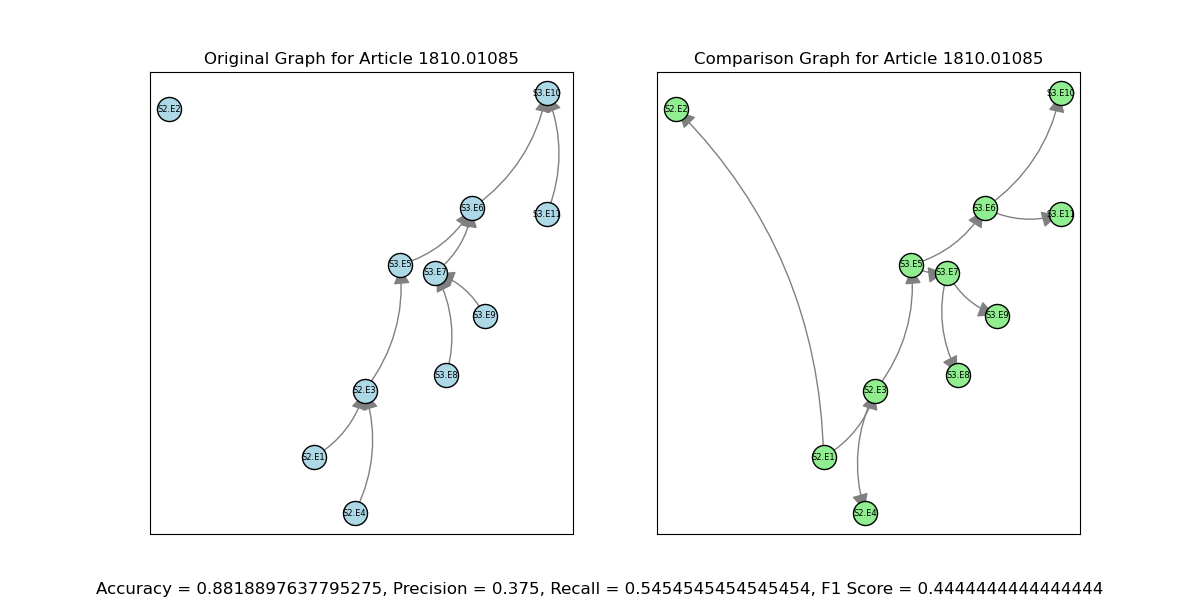 Original Graph for Article 1810.01085
Comparison Graph for Article 1810.01085
S2.E2
S3.E10
S3.E6
S3.E11
S3.E5
S3.E7
S3.E9
S3.E8
S2.E3
S2.E1
S2.E4
S2.E2
S3.E10
S3.E6
S3.E11
S3.E5
S3.E7
S3.E9
S3.E8
S2.E3
S2.E1
S2.E4
Accuracy = 0.8818897637795275, Precision = 0.375, Recall = 0.5454545454545454, F1 Score = 0.4444444444444444